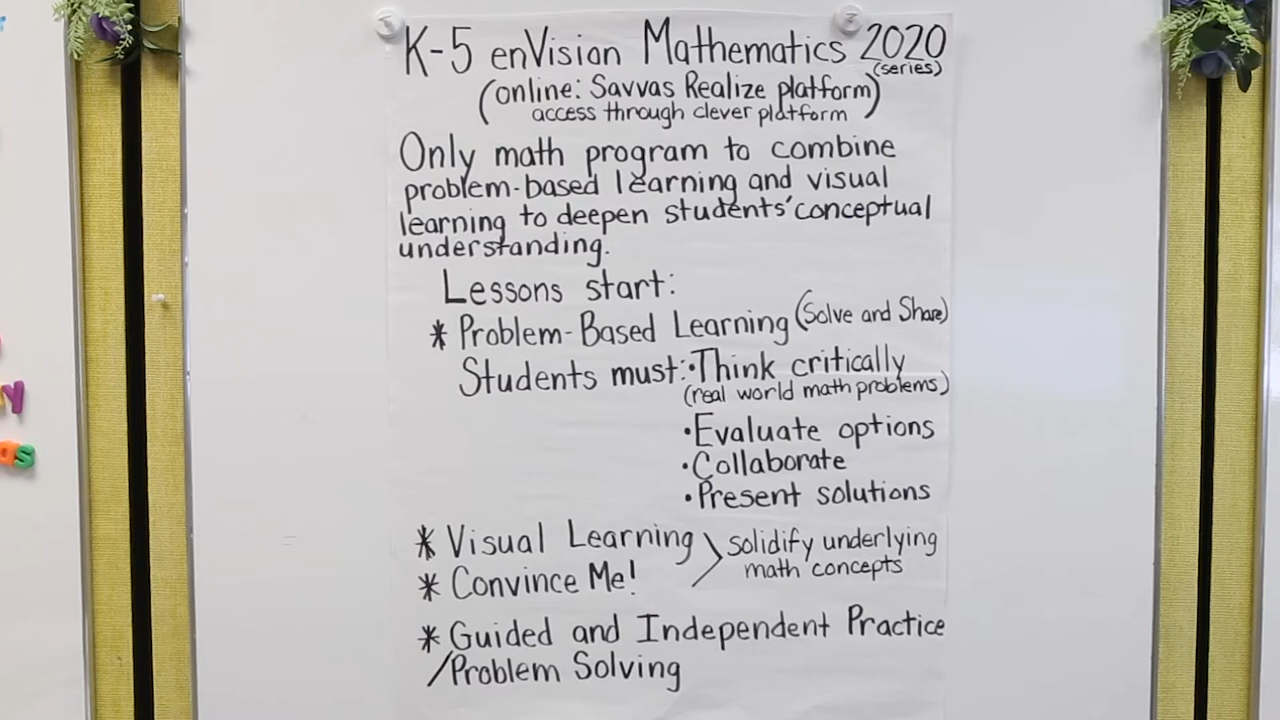 K-5 enVision Mathematics 2020
(series)
(online: Savvas Realize platform)
access through clever platform
Only math program to combine
problem-based learning and visual
learning to deepen students' conceptual
understanding.
Lessons start:
* Problem-Based Learning (Solve and Share)
Students must: • Think critically
(real world math problems)
• Evaluate options
• Collaborate
• Present solutions
* Visual Learning > solidify underlying
* Convince Me! math concepts
* Guided and Independent Practice
/Problem Solving